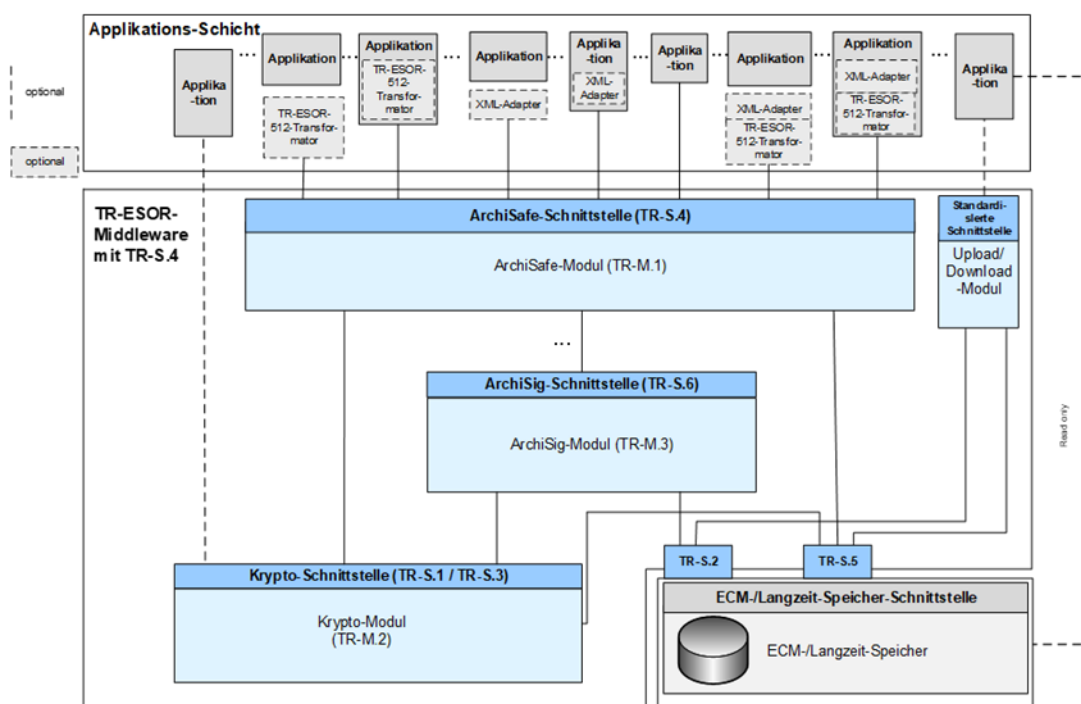 Applikations-Schicht
optional
optional
Applika
-tion
...
Applikation
TR-ESOR-
512-Transfor-
mator
...
Applikation
TR-ESOR-
512-
Transfor-
mator
...
Applikation
XML-Adapter
...
Applika
-tion
XML-
Adapter
...
Applika
-tion
...
Applikation
XML-Adapter
TR-ESOR-
512-Transfor-
mator
...
Applikation
XML-Adapter
TR-ESOR-
512-Transfor-
mator
...
Applika
-tion
TR-ESOR-
Middleware
mit TR-S.4
ArchiSafe-Schnittstelle (TR-S.4)
ArchiSafe-Modul (TR-M.1)
Standardi-
sierte
Schnittstelle
Upload/
Download
-Modul
...
ArchiSig-Schnittstelle (TR-S.6)
ArchiSig-Modul (TR-M.3)
Read only
TR-S.2
TR-S.5
Krypto-Schnittstelle (TR-S.1 / TR-S.3)
Krypto-Modul
(TR-M.2)
ECM-/Langzeit-Speicher-Schnittstelle
ECM-/Langzeit-Speicher